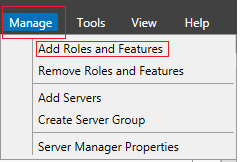 Manage Tools View Help
Add Roles and Features
Remove Roles and Features
Add Servers
Create Server Group
Server Manager Properties